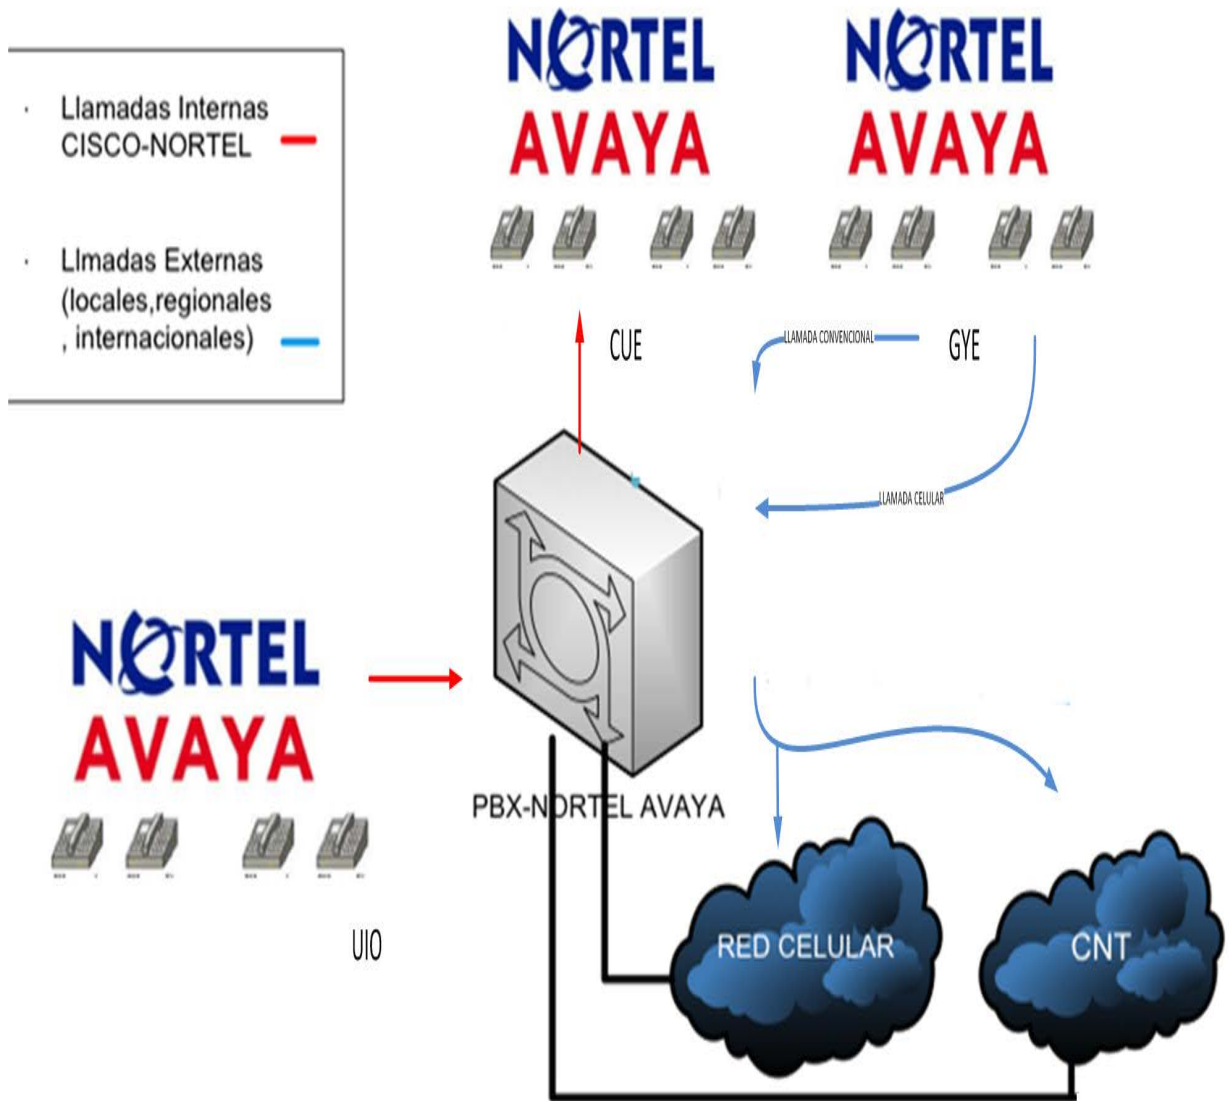 NORTEL
NORTEL
AVAYA
AVAYA
· Llamadas Internas
CISCO-NORTEL
· Llmadas Externas
(locales,regionales
, internacionales)
CUE
LLAMADA CONVENCIONAL
GYE
LLAMADA CELULAR
NORTEL
AVAYA
PBX-NORTEL AVAYA
UIO
RED CELULAR
CNT